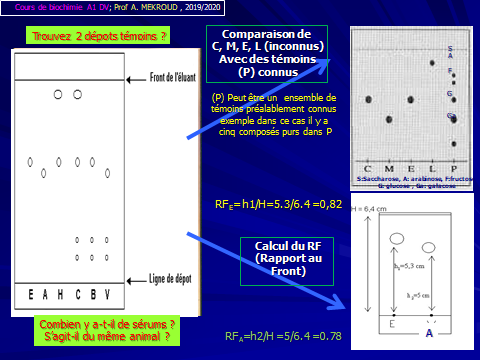 Cours de biochimie A1 DV; Prof A. MEKROUD , 2019/2020
Trouvez 2 dépots témoins ?
Front de l'éluant
Ligne de dépot
E A H C B V
Combien y a-t-il de sérums ?
S'agit-il du même animal ?
Comparaison de
C, M, E, L (inconnus)
Avec des témoins
(P) connus
(P) Peut être un ensemble de
témoins préalablement connus
exemple dans ce cas il y a
cinq composés purs dans P
RFE=h1/H=5.3/6.4 =0,82
Calcul du RF
(Rapport au
Front)
RFA=h2/H =5/6.4 =0.78
S
A
F
G
Ga
C M E L P
S:Saccharose, A: arabinose, F:fructose
G: glucose , Ga: galacose
H = 6,4 cm
h1=5,3 cm
h2=5 cm
E A